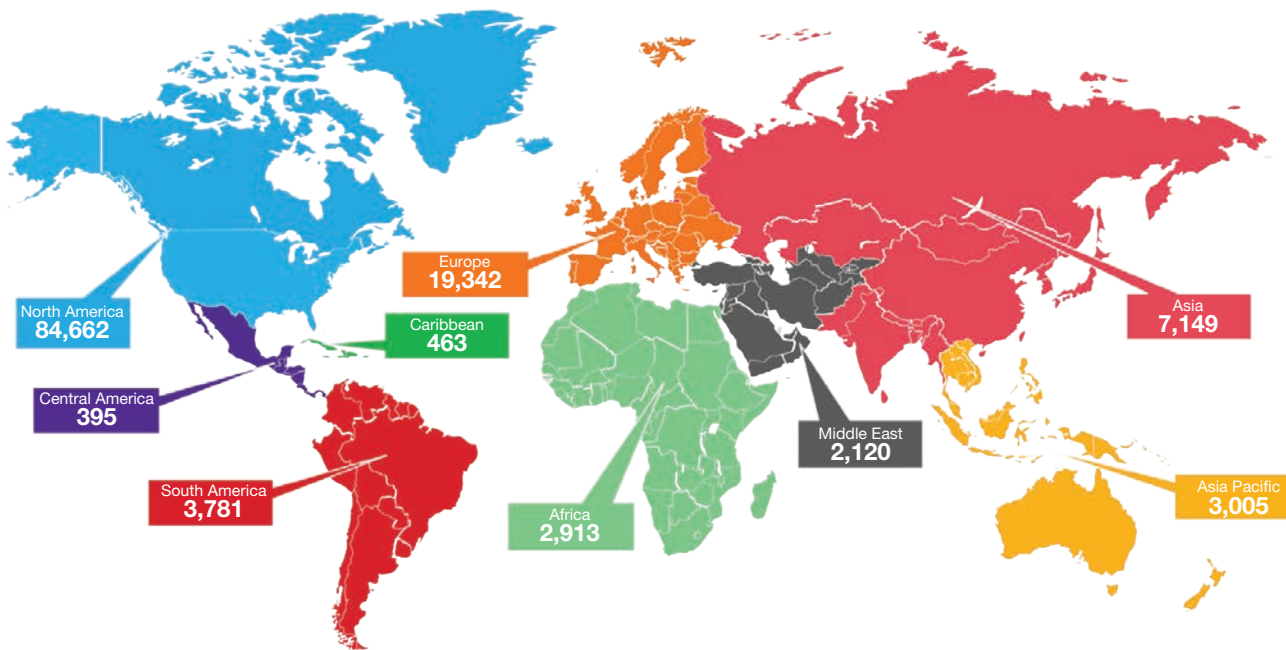 Europe
19,342
North America
84,662
Caribbean
463
Asia
7,149
Central America
395
Middle East
2,120
South America
3,781
Africa
2,913
Asia Pacific
3,005